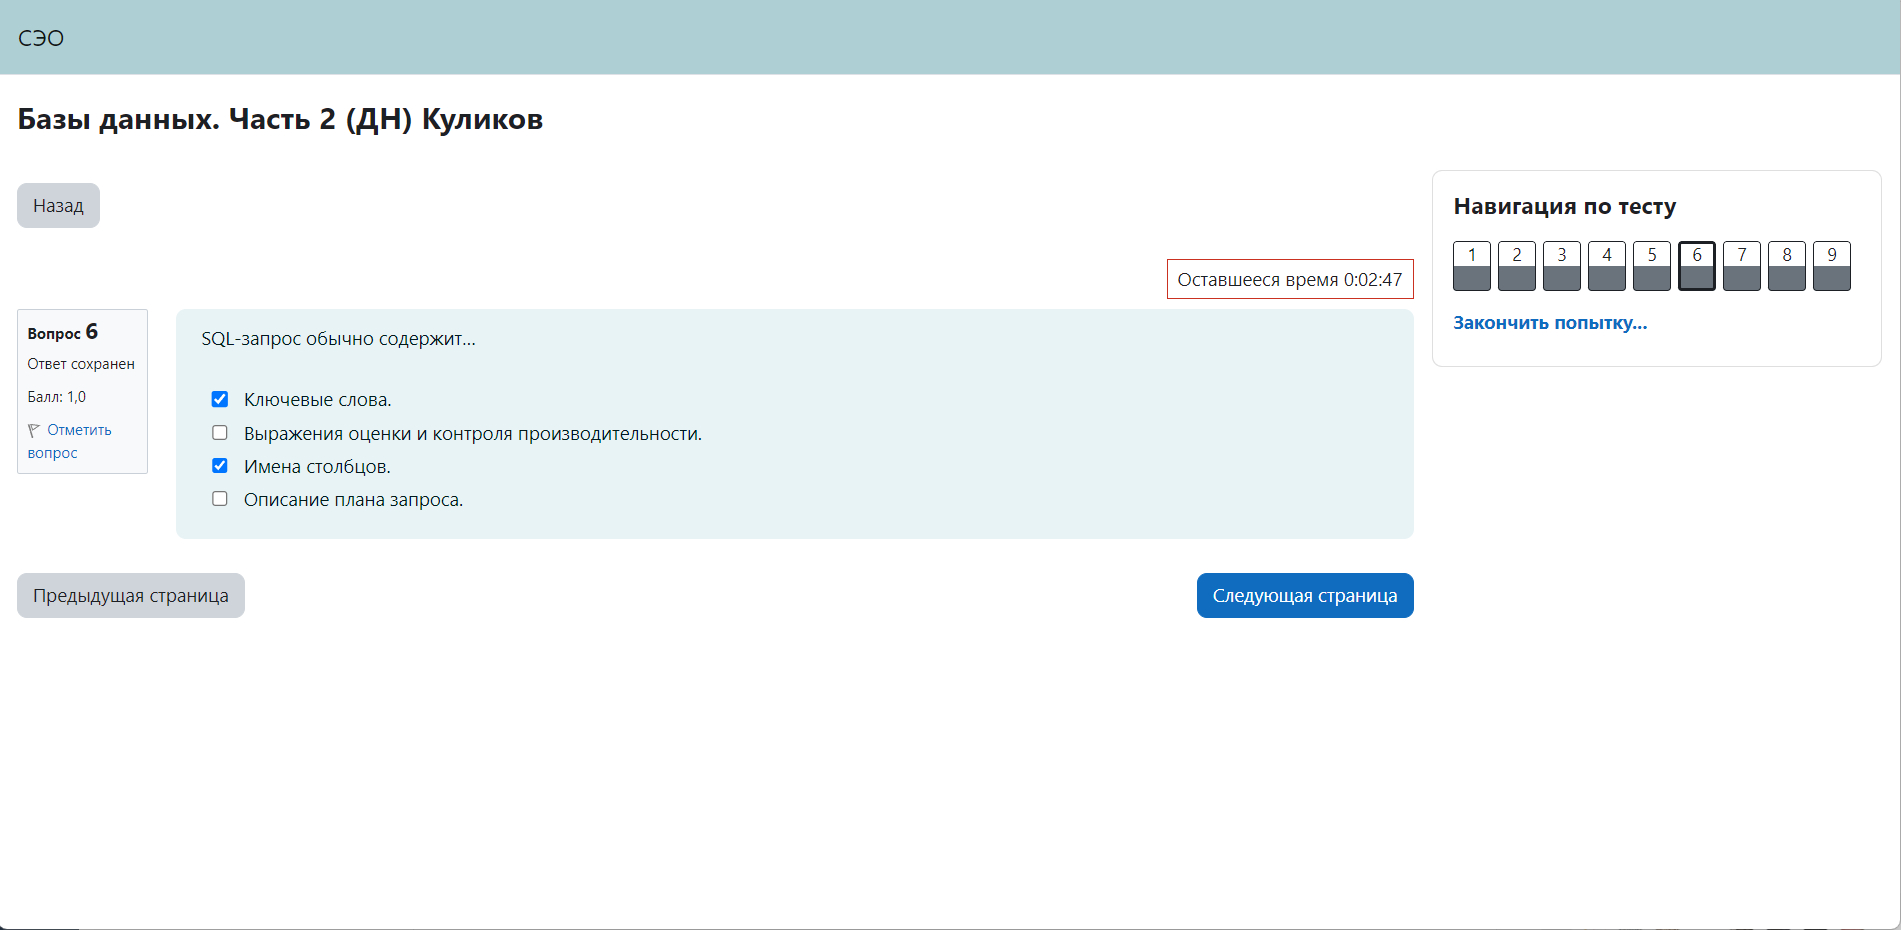 СЭО
Базы данных. Часть 2 (ДН) Куликов
Назад
Оставшееся время 0:02:47
Вопрос 6
Ответ сохранен
Балл: 1,0
Отметить
вопрос
SQL-запрос обычно содержит...
Ключевые слова.
Выражения оценки и контроля производительности.
Имена столбцов.
Описание плана запроса.
Предыдущая страница
Следующая страница
Навигация по тесту
1 2 3 4 5 6 7 8 9
Закончить попытку...